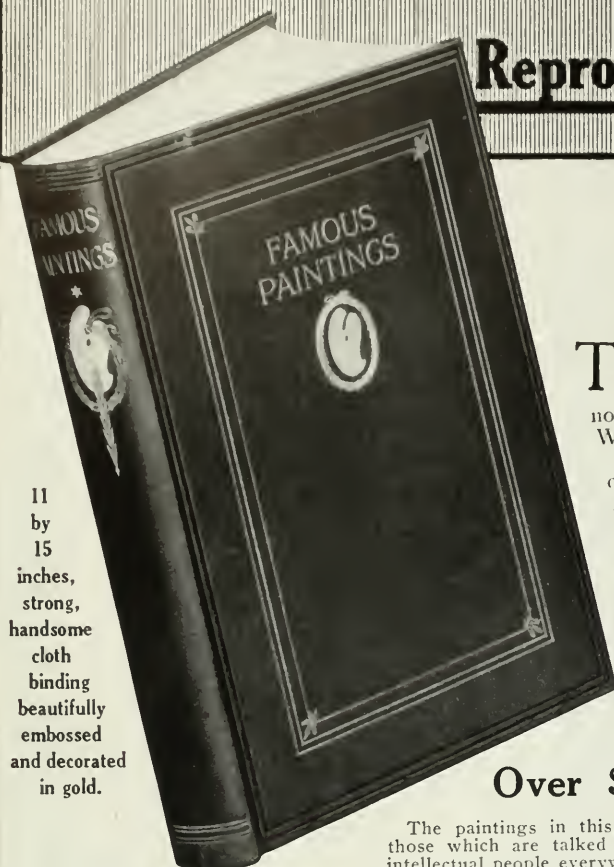 Repro
FAMOUS
PAINTINGS
FAMOUS
PAINTINGS
11
by
15
inches,
strong,
handsome
cloth
binding
beautifully
embossed
and decorated
in gold.
T
no
W
Over S
The paintings in this
those which are talked
intellectual people everyw